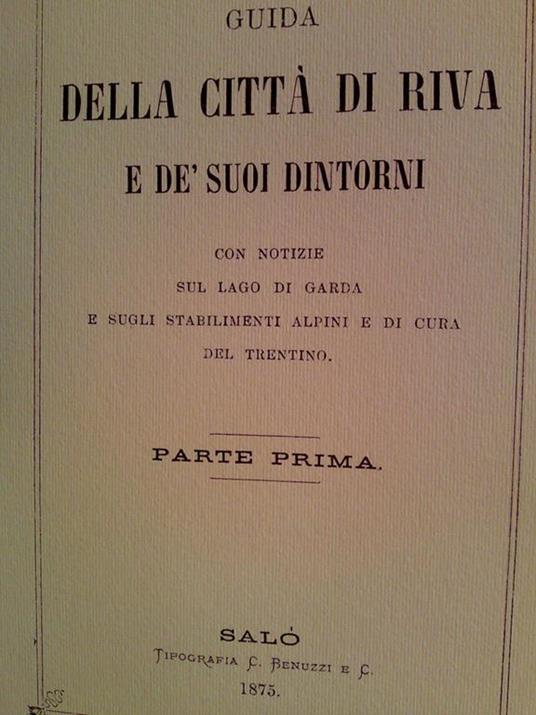 GUIDA
DELLA CITTÀ DI RIVA
E DE' SUOI DINTORNI
CON NOTIZIE
SUL LAGO DI GARDA
E SUGLI STABILIMENTI ALPINI E DI CURA
DEL TRENTINO.
PARTE PRIMA.
SALÒ
TIPOGRAFIA C. BENUZZI E C.
1875.